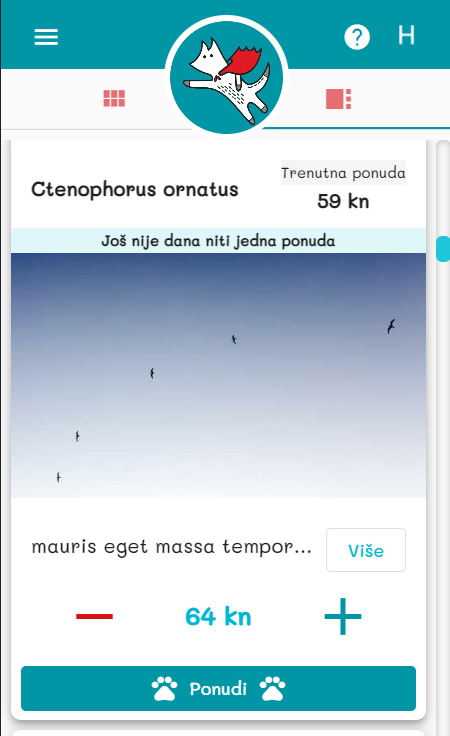 H
Ctenophorus ornatus
Trenutna ponuda
59 kn
Još nije dana niti jedna ponuda
mauris eget massa tempor...
Više
64 kn
Ponudi